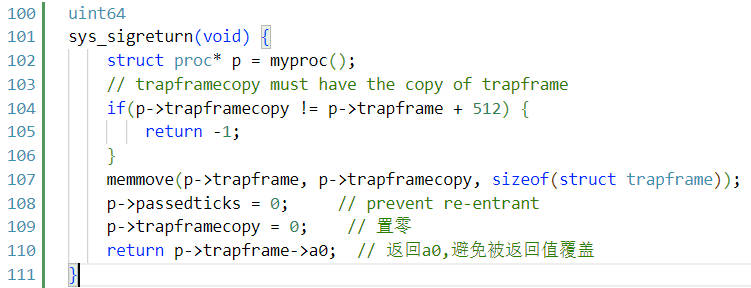 100 uint64
101 sys_sigreturn(void) {
102     struct proc* p = myproc();
103     // trapframecopy must have the copy of trapframe
104     if(p->trapframecopy != p->trapframe + 512) {
105         return -1;
106     }
107     memmove(p->trapframe, p->trapframecopy, sizeof(struct trapframe));
108     p->passedticks = 0;     // prevent re-entrant
109     p->trapframecopy = 0;    // 置零
110     return p->trapframe->a0;  // 返回a0,避免被返回值覆盖
111 }